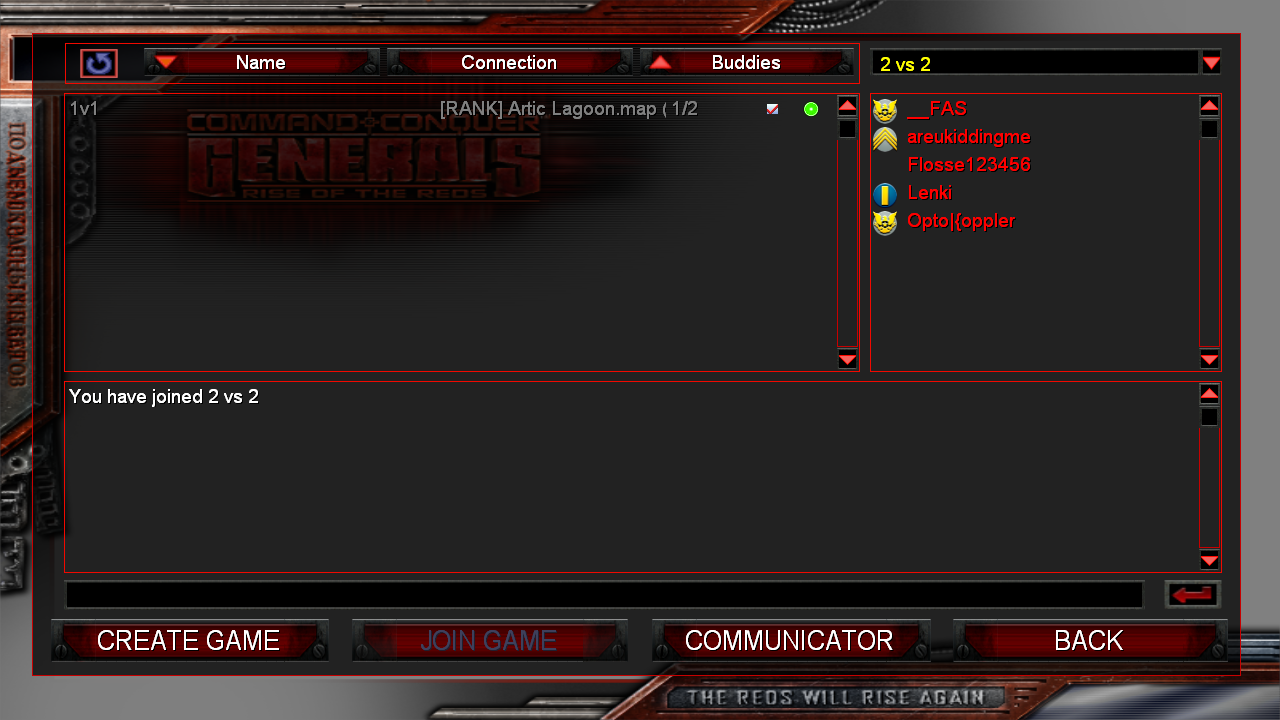 Name Connection Buddies 2 vs 2
1v1 [RANK] Artic Lagoon.map ( 1/2
COMMAND CONQUER
GENERALS
RISE OF THE REDS
__FAS
areukiddingme
Flosse123456
Lenki
Opto|{oppler
You have joined 2 vs 2
CREATE GAME JOIN GAME COMMUNICATOR BACK
THE REDS WILL RISE AGAIN